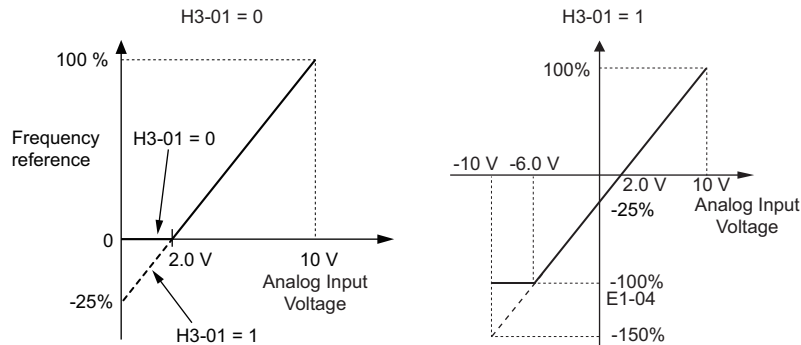 H3-01 = 0
100 %
Frequency
reference
H3-01 = 0
0
2.0 V
10 V
Analog Input
Voltage
-25%
H3-01 = 1
H3-01 = 1
100%
-10 V
-6.0 V
2.0 V
10 V
Analog Input
Voltage
-25%
-100%
E1-04
-150%